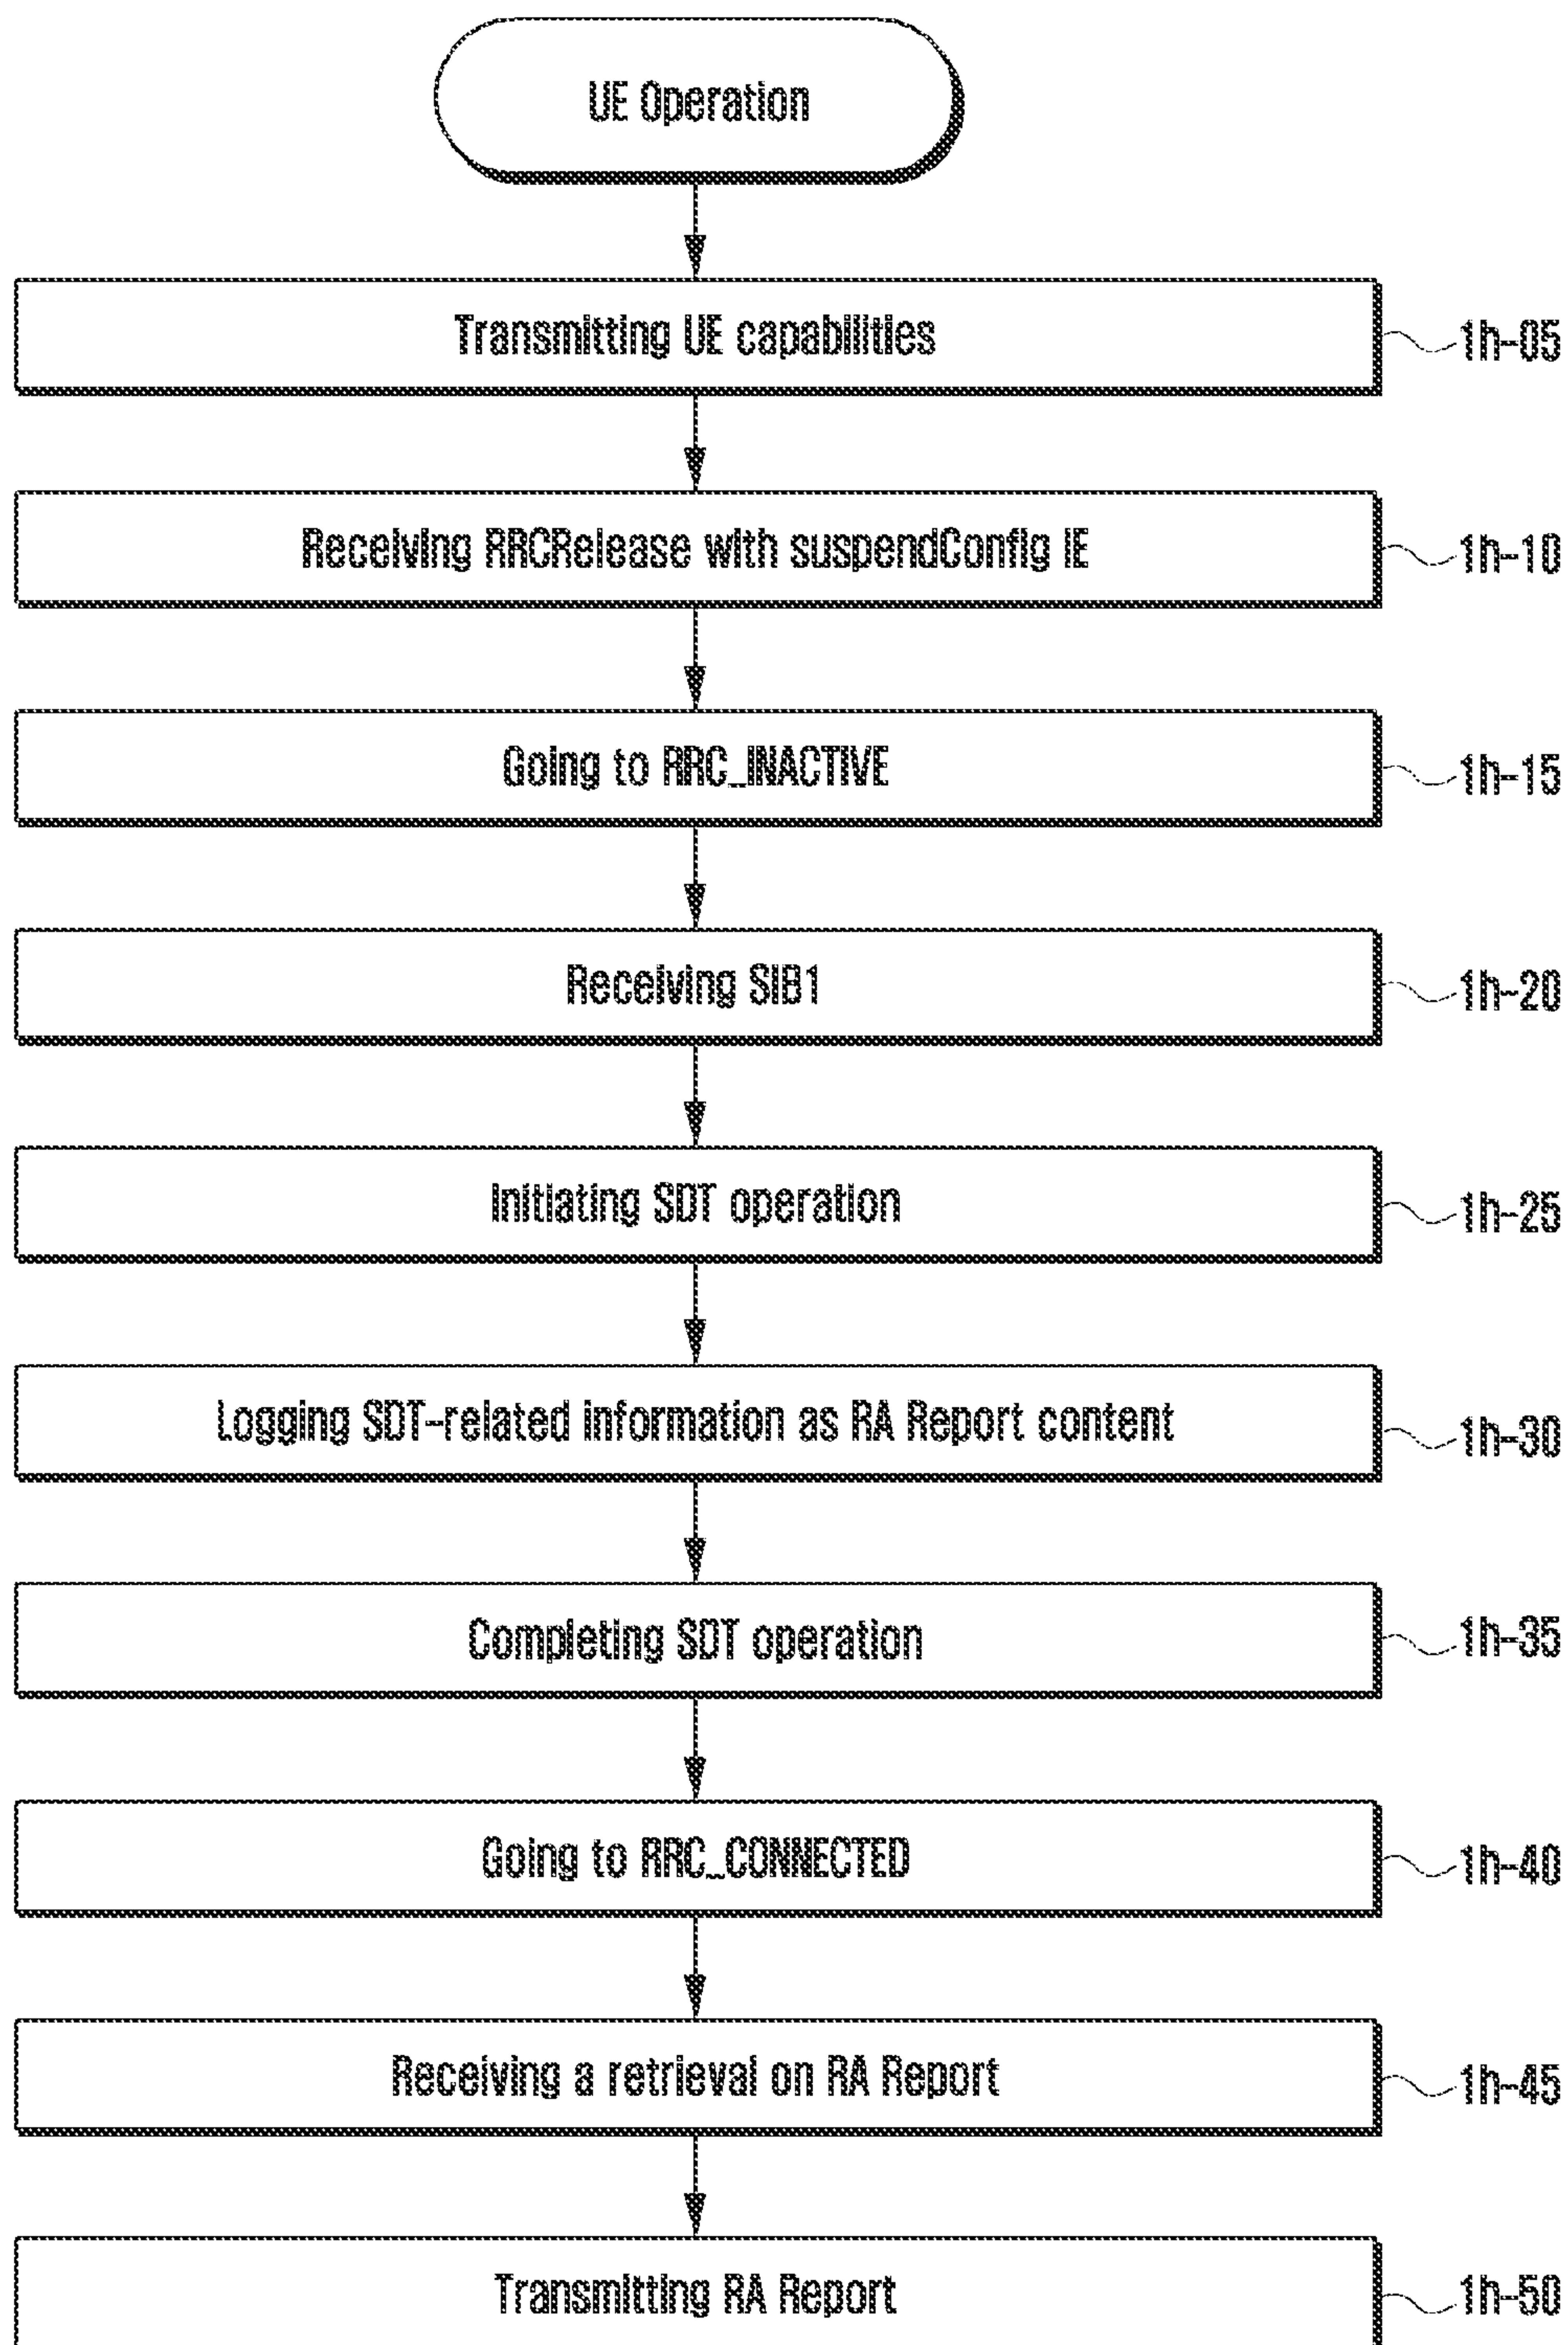 UE Operation
Transmitting UE capabilities
1h-05
Receiving RRCRelease with suspendConfig IE
1h-10
Going to RRC_INACTIVE
1h-15
Receiving SIB1
1h-20
Initiating SDT operation
1h-25
Logging SDT-related information as RA Report content
1h-30
Completing SDT operation
1h-35
Going to RRC_CONNECTED
1h-40
Receiving a retrieval on RA Report
1h-45
Transmitting RA Report
1h-50